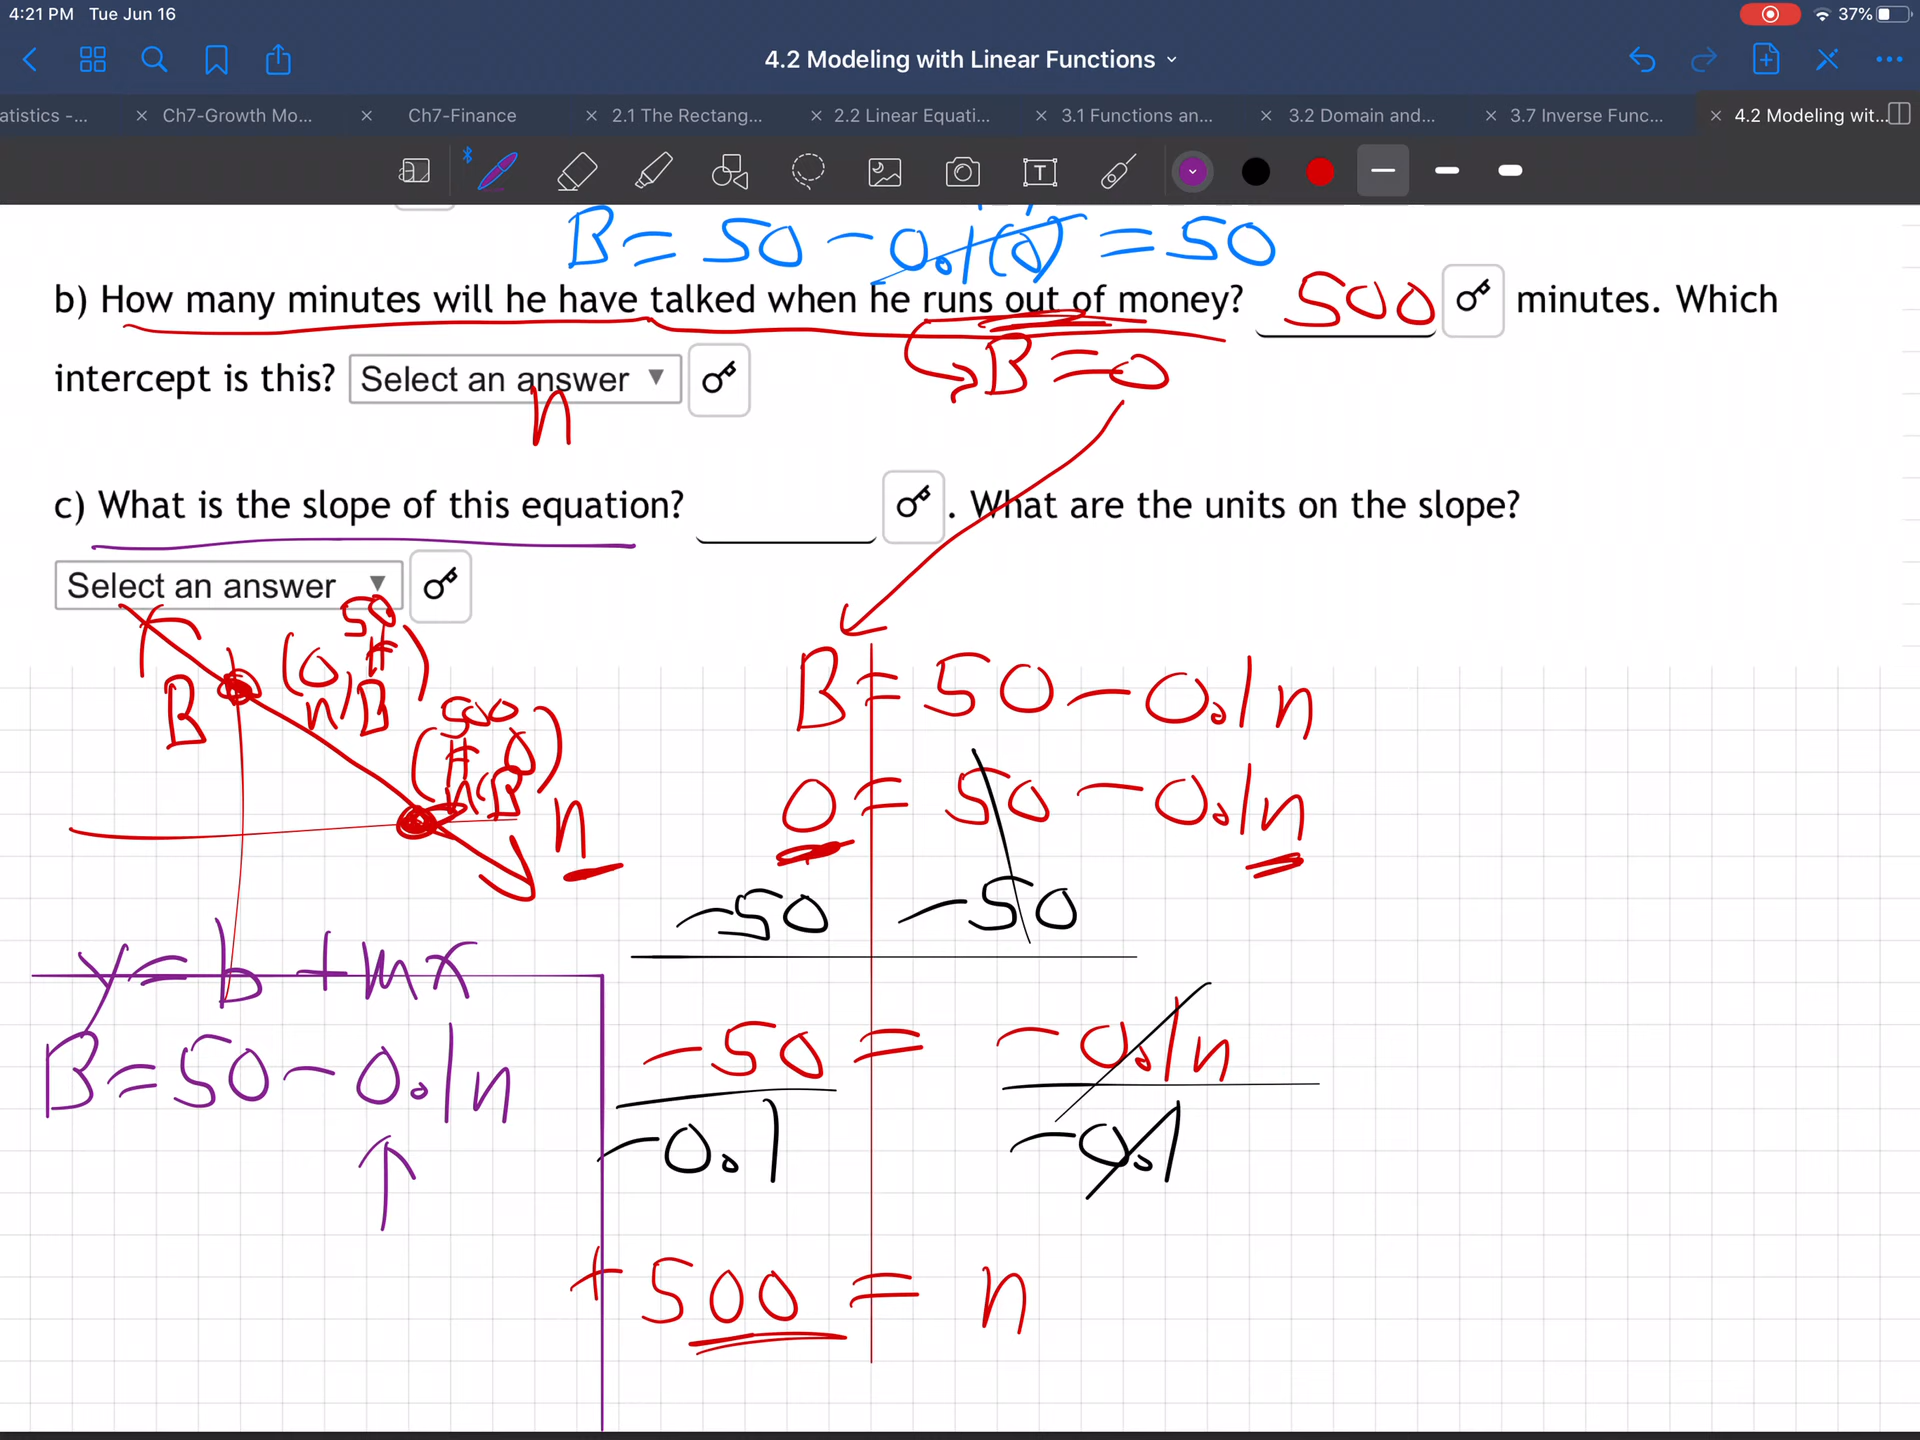 4:21 PM Tue Jun 16
37%
4.2 Modeling with Linear Functions
atistics -...
Ch7-Growth Mo...
Ch7-Finance
2.1 The Rectang...
2.2 Linear Equati...
3.1 Functions an...
3.2 Domain and...
3.7 Inverse Func...
4.2 Modeling wit...
T
B = 50 - 0.1(0) = 50
b) How many minutes will he have talked when he runs out of money? 500 minutes. Which
B = 0
intercept is this? Select an answer
n
c) What is the slope of this equation? . What are the units on the slope?
Select an answer
50
(0, )
n, B
B
500
( , 0)
n, B
n
B = 50 - 0.1n
0 = 50 - 0.1n
-50 -50
y = b + mx
B = 50 - 0.1n
-50 = -0.1n
-0.1 -0.1
+500 = n